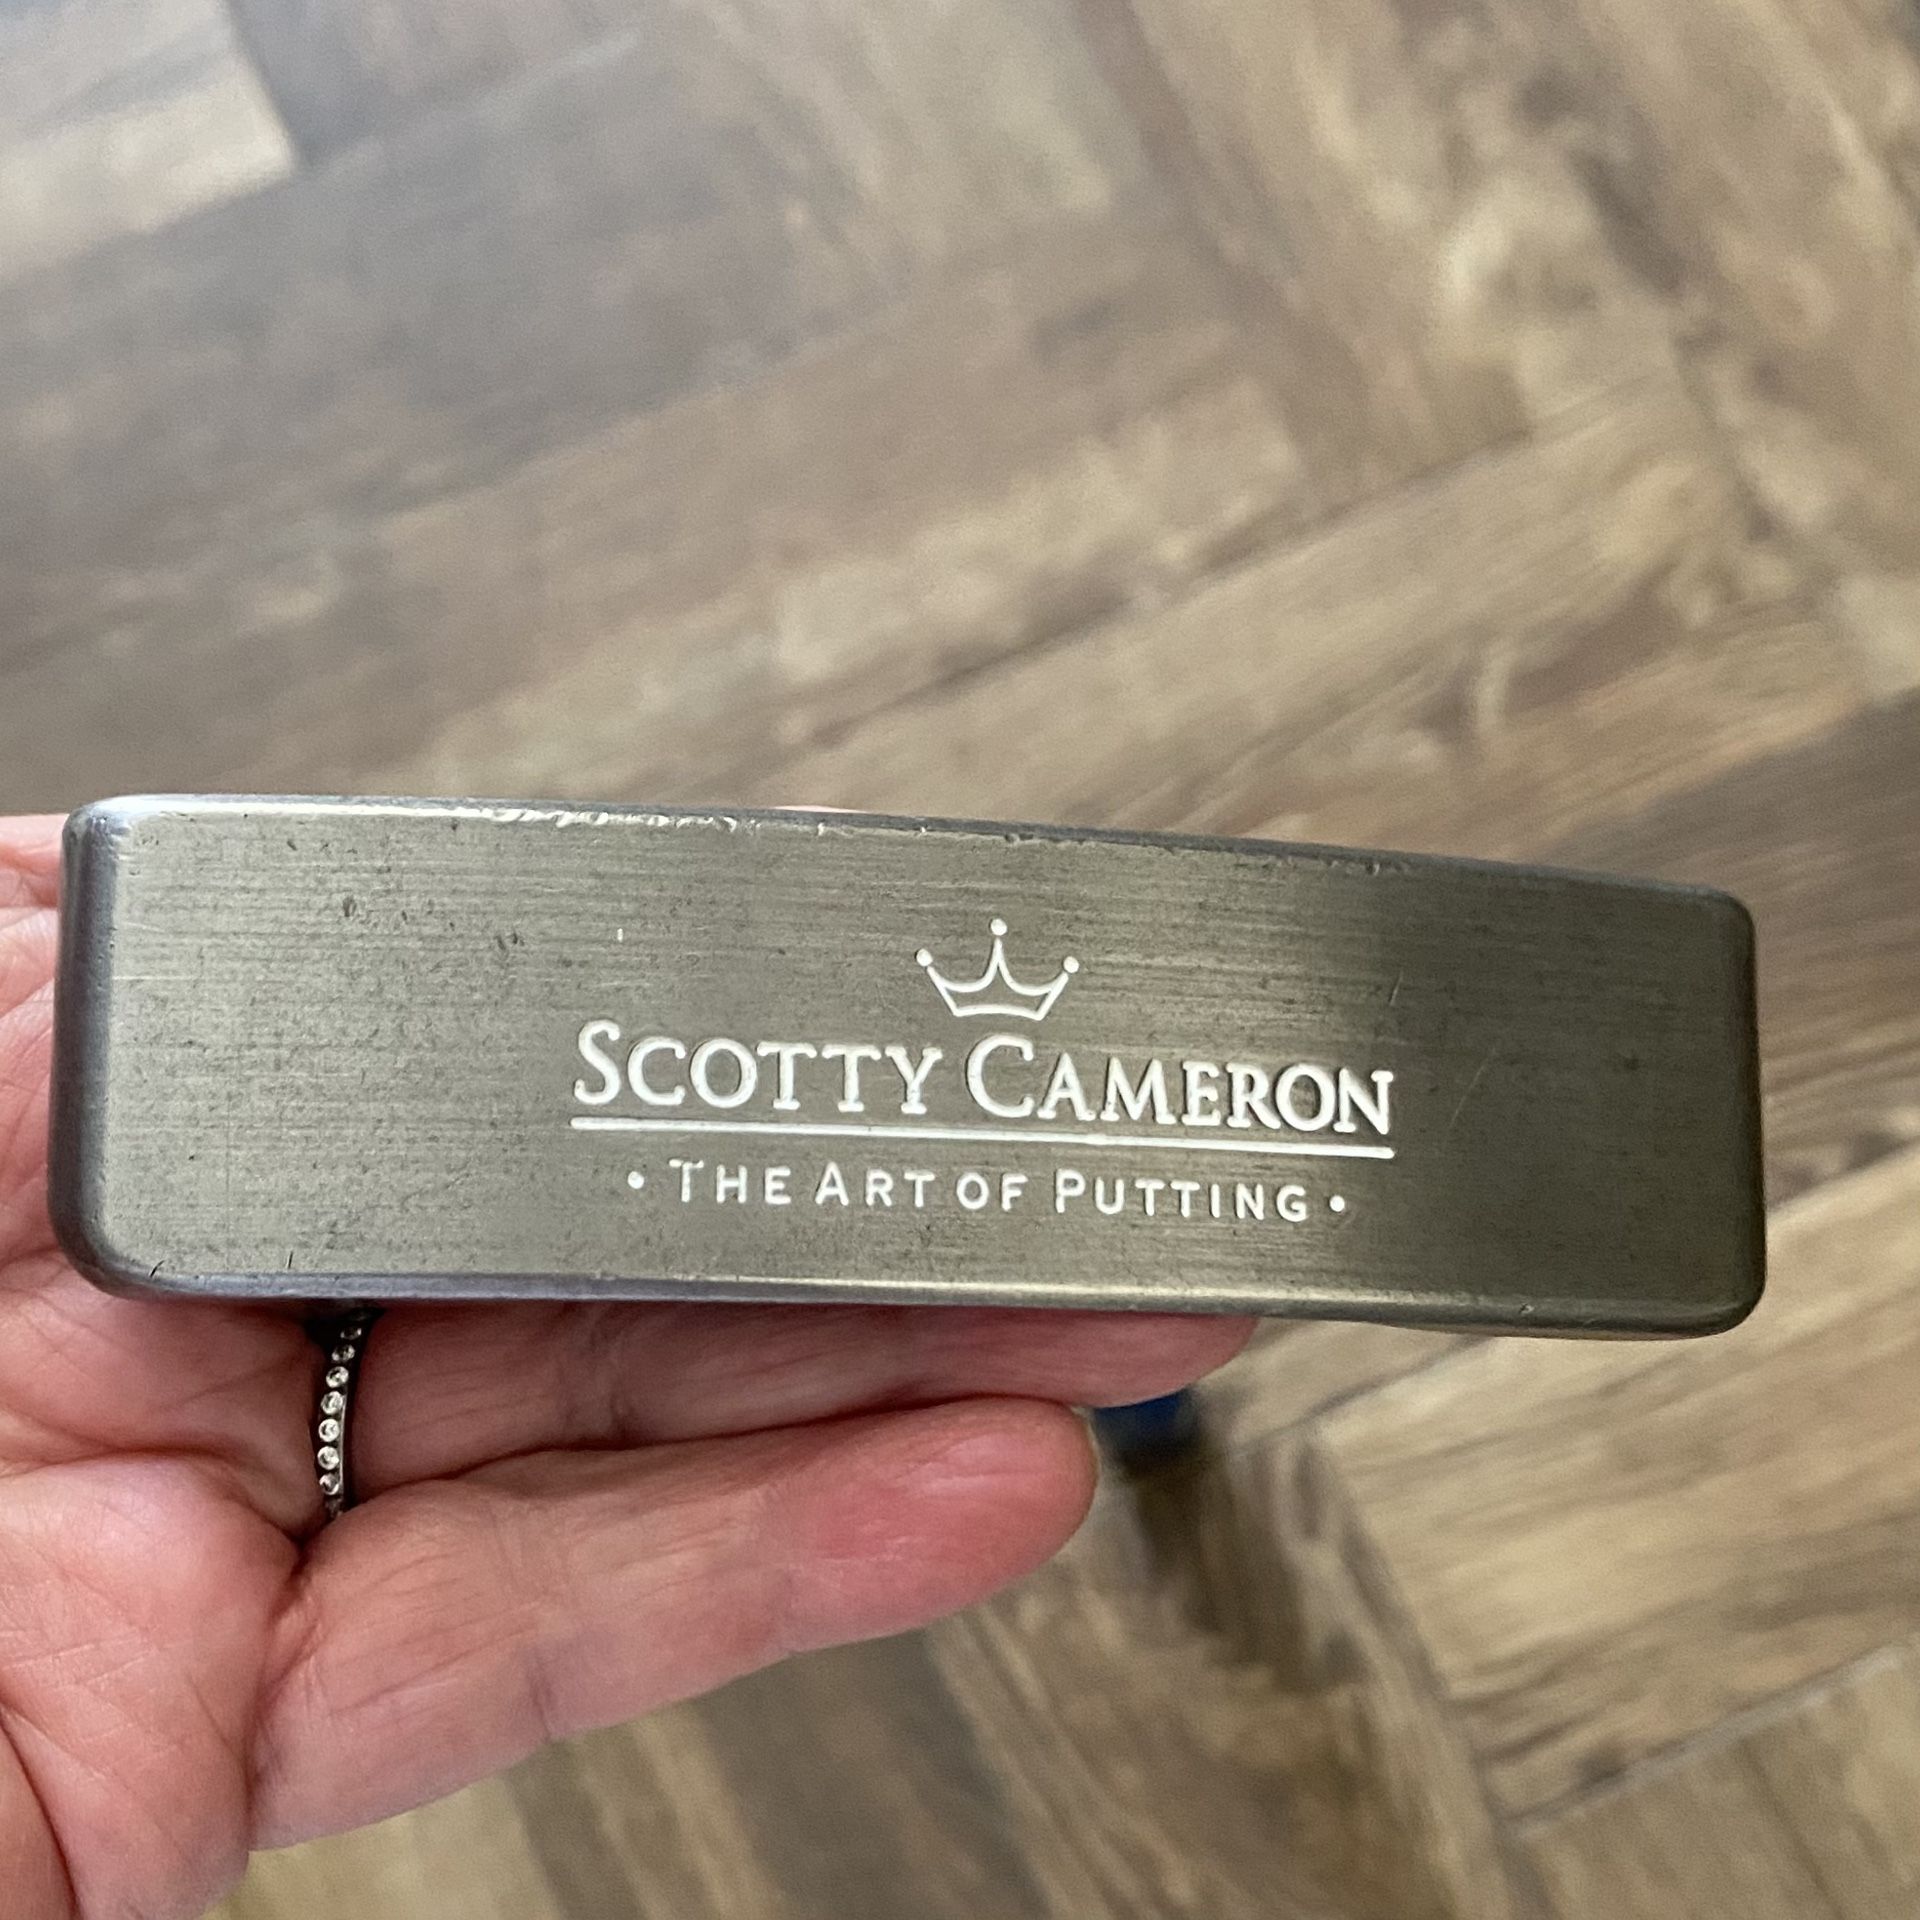 SCOTTY CAMERON
• THE ART OF PUTTING •